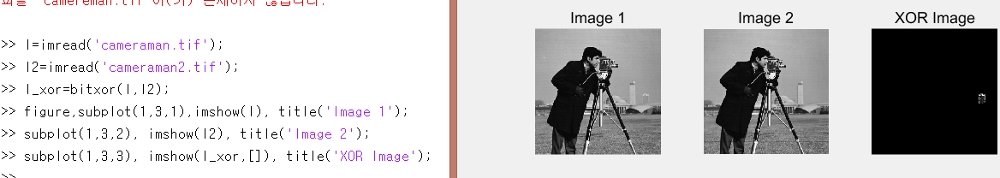 파일 'camereman.tif'이(가) 존재하지 않습니다.
>> I=imread('cameraman.tif');
>> I2=imread('cameraman2.tif');
>> I_xor=bitxor(I,I2);
>> figure,subplot(1,3,1),imshow(I), title('Image 1');
>> subplot(1,3,2), imshow(I2), title('Image 2');
>> subplot(1,3,3), imshow(I_xor,[]), title('XOR Image');
>>
Image 1
Image 2
XOR Image